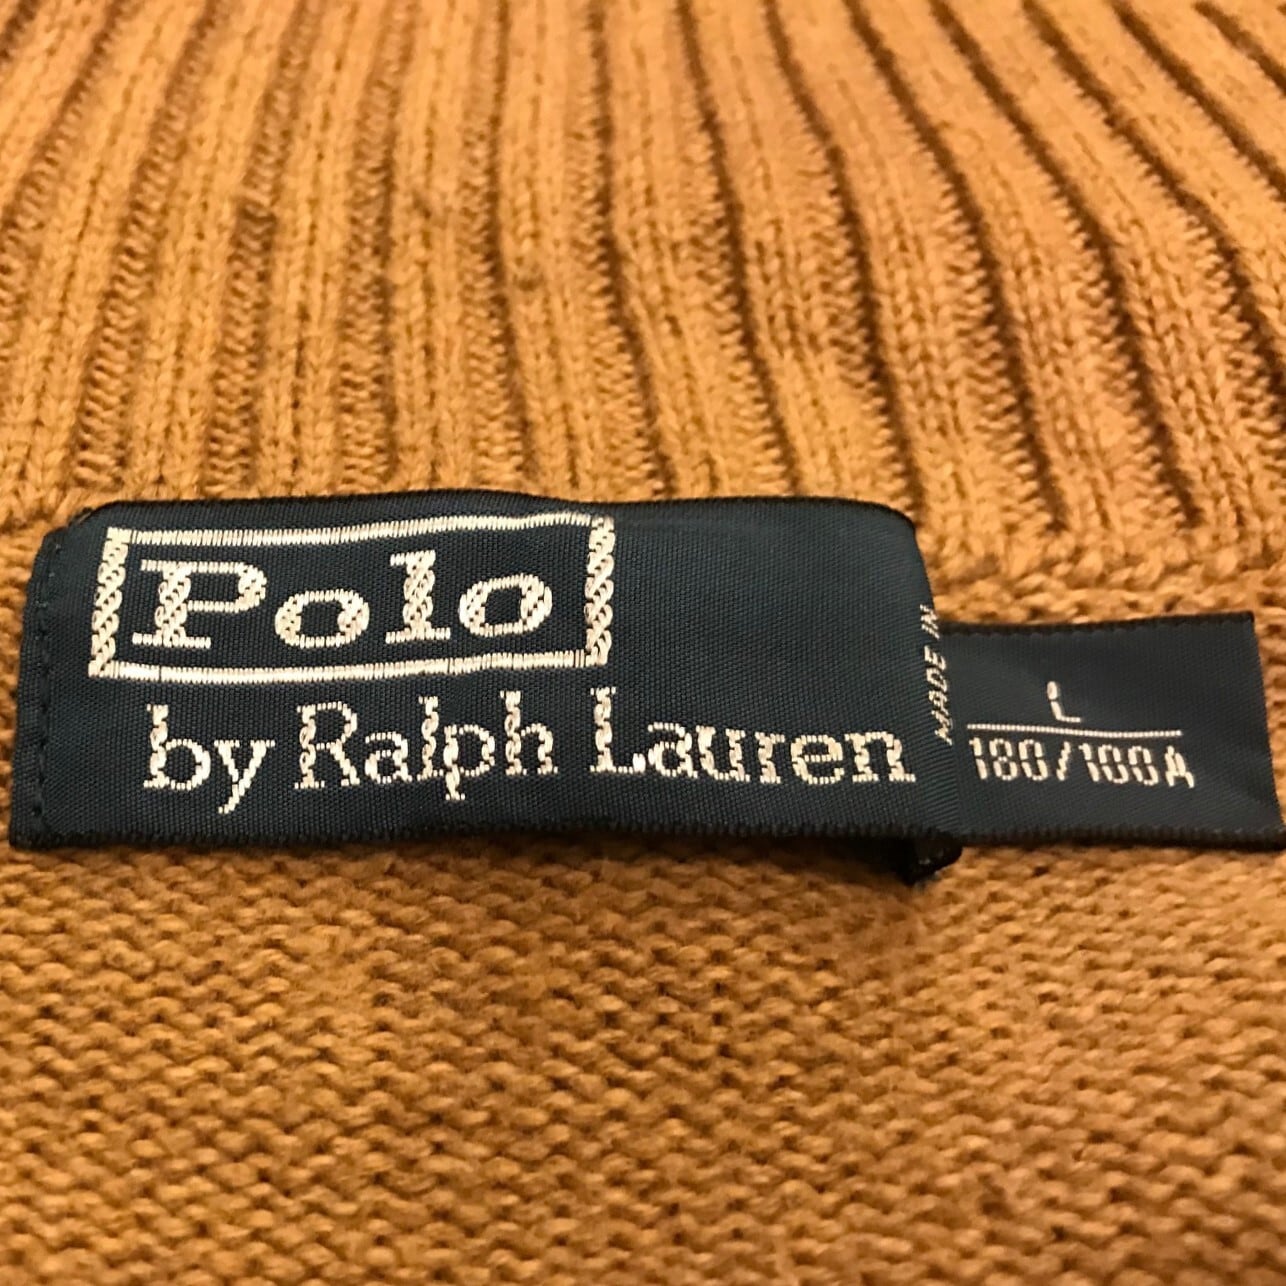 Polo
by Ralph Lauren
MADE IN
L
180/100A